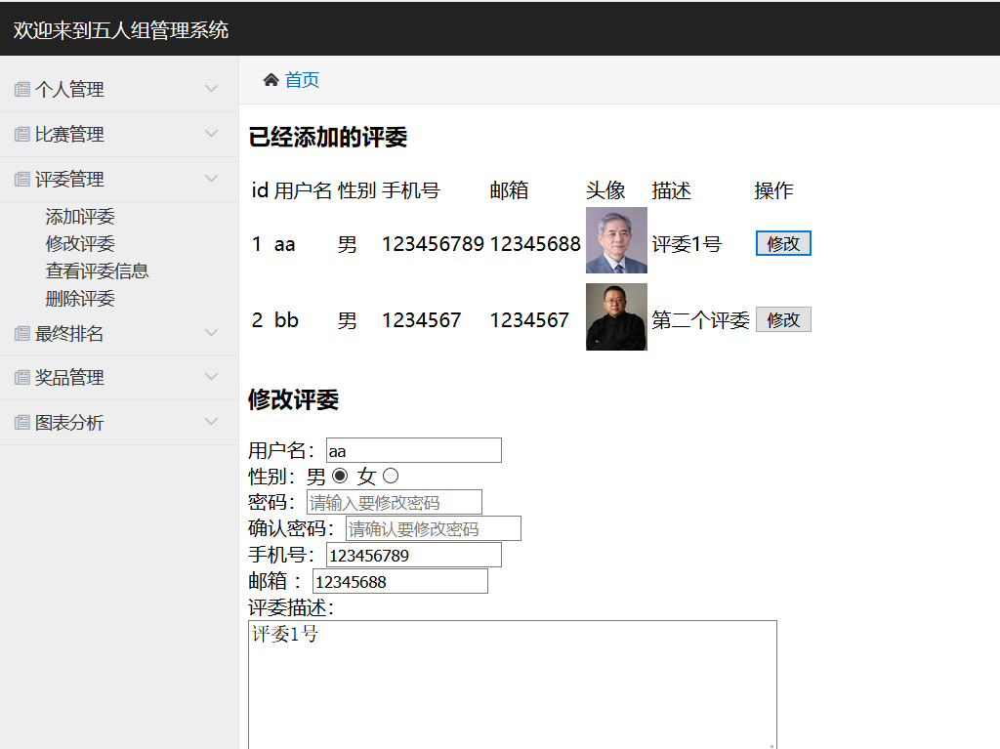 欢迎来到五人组管理系统
个人管理
比赛管理
评委管理
添加评委
修改评委
查看评委信息
删除评委
最终排名
奖品管理
图表分析
首页
已经添加的评委
id 用户名 性别 手机号 邮箱 头像 描述 操作
1 aa 男 123456789 12345688 评委1号 修改
2 bb 男 1234567 1234567 第二个评委 修改
修改评委
用户名：aa
性别：男 女
密码：请输入要修改密码
确认密码：请确认要修改密码
手机号：123456789
邮箱 ：12345688
评委描述：
评委1号